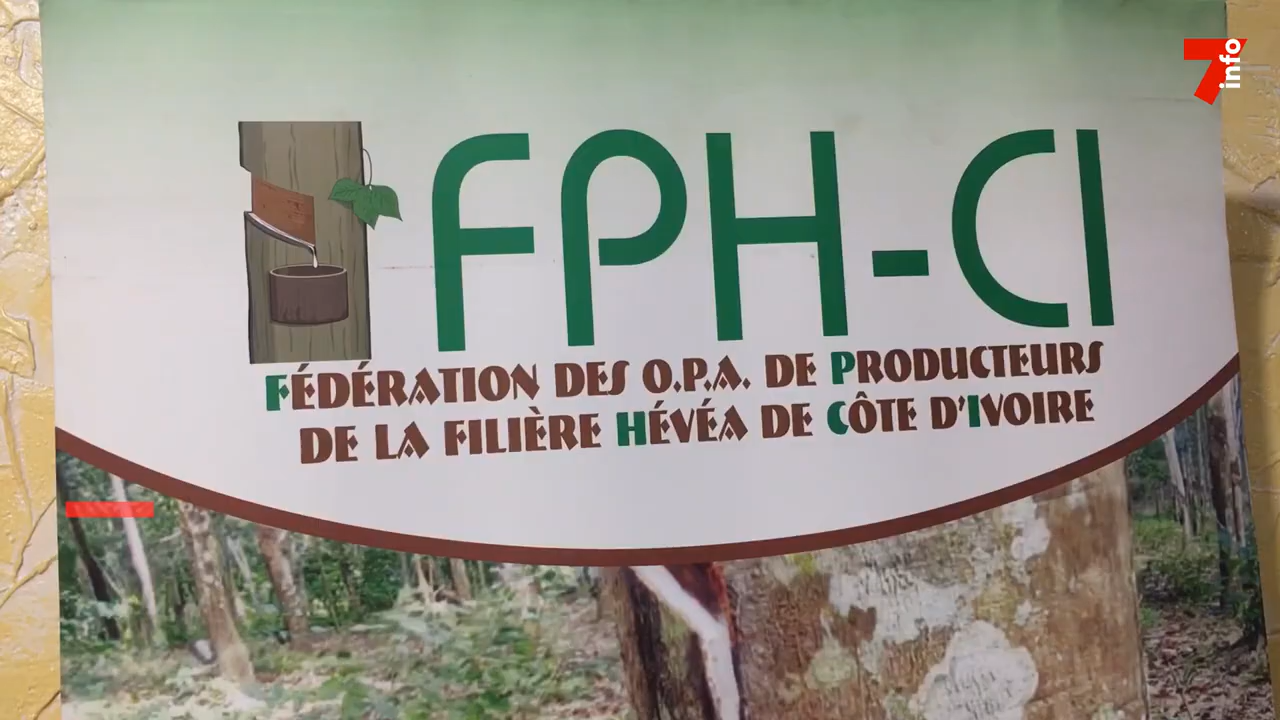 7info
FPH-CI
FÉDÉRATION DES O.P.A. DE PRODUCTEURS
DE LA FILIÈRE HÉVÉA DE CÔTE D'IVOIRE